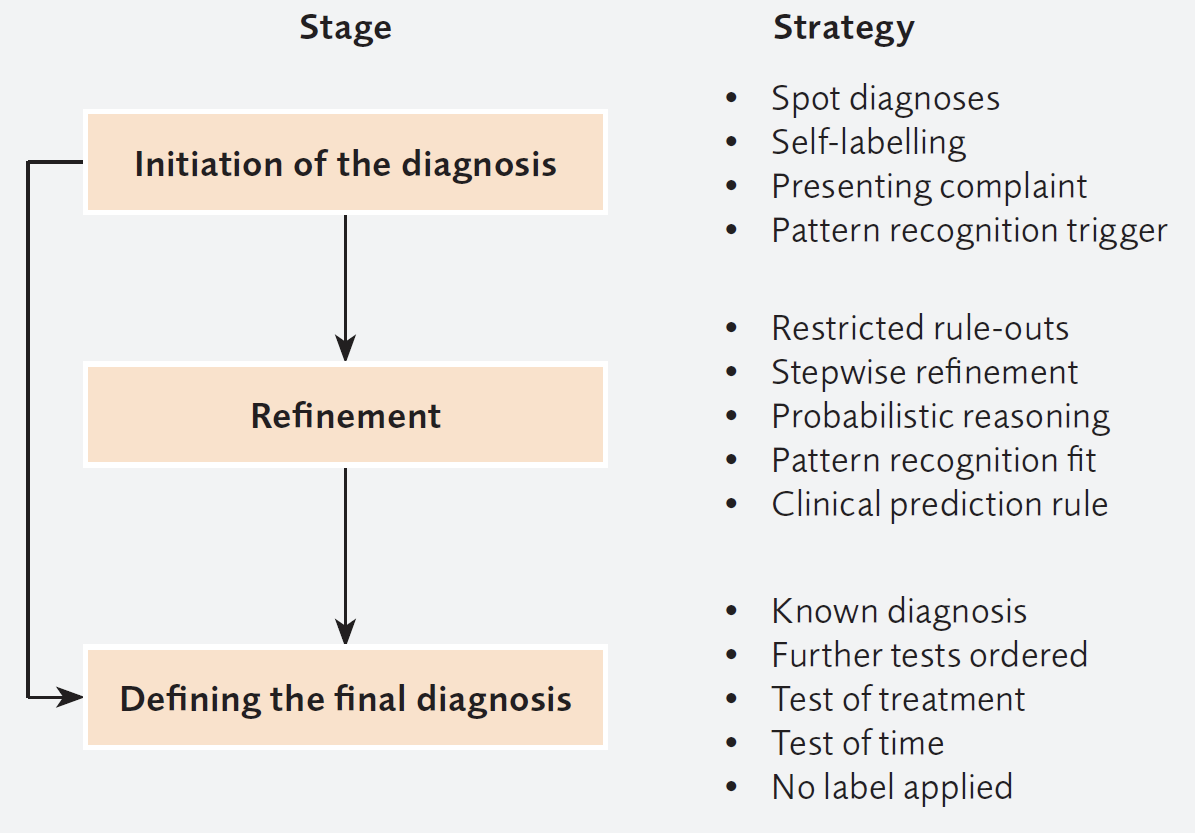 Stage
Strategy
Initiation of the diagnosis
• Spot diagnoses
• Self-labelling
• Presenting complaint
• Pattern recognition trigger
Refinement
• Restricted rule-outs
• Stepwise refinement
• Probabilistic reasoning
• Pattern recognition fit
• Clinical prediction rule
Defining the final diagnosis
• Known diagnosis
• Further tests ordered
• Test of treatment
• Test of time
• No label applied